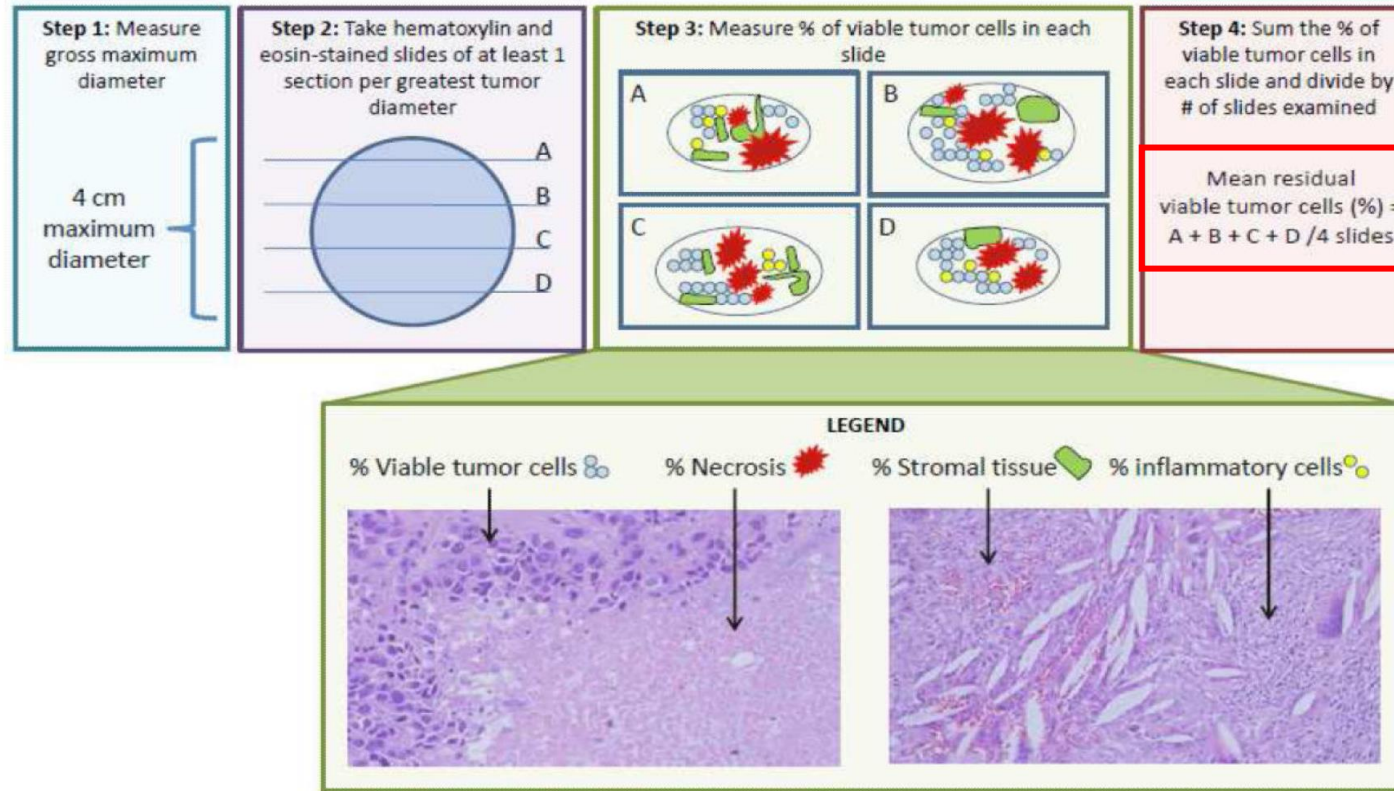 Step 1: Measure
gross maximum
diameter
4 cm
maximum
diameter
Step 2: Take hematoxylin and
eosin-stained slides of at least 1
section per greatest tumor
diameter
A
B
C
D
Step 3: Measure % of viable tumor cells in each
slide
A
B
C
D
Step 4: Sum the % of
viable tumor cells in
each slide and divide by
# of slides examined
Mean residual
viable tumor cells (%) =
A + B + C + D /4 slides
LEGEND
% Viable tumor cells
% Necrosis
% Stromal tissue
% inflammatory cells